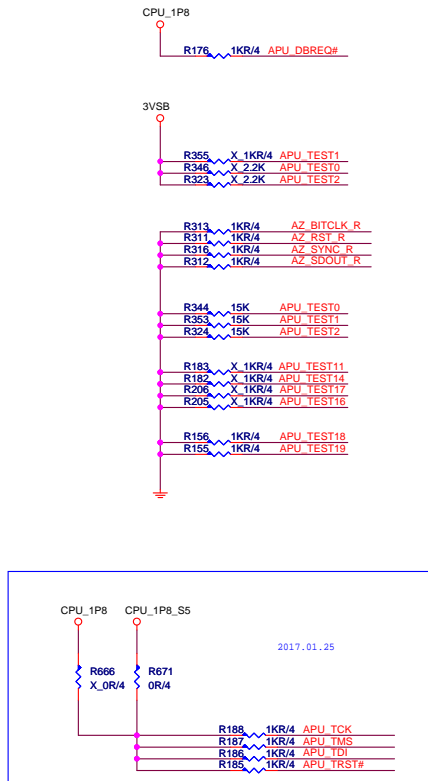 CPU_1P8
R176 1KR/4 APU_DBREQ#
3VSB
R355 X_1KR/4 APU_TEST1
R346 X_2.2K APU_TEST0
R323 X_2.2K APU_TEST2
R313 1KR/4 AZ_BITCLK_R
R311 1KR/4 AZ_RST_R
R316 1KR/4 AZ_SYNC_R
R312 1KR/4 AZ_SDOUT_R
R344 15K APU_TEST0
R353 15K APU_TEST1
R324 15K APU_TEST2
R183 X_1KR/4 APU_TEST11
R182 X_1KR/4 APU_TEST14
R206 X_1KR/4 APU_TEST17
R205 X_1KR/4 APU_TEST16
R156 1KR/4 APU_TEST18
R155 1KR/4 APU_TEST19
CPU_1P8 CPU_1P8_S5
2017.01.25
R666 R671
X_0R/4 0R/4
R188 1KR/4 APU_TCK
R187 1KR/4 APU_TMS
R186 1KR/4 APU_TDI
R185 1KR/4 APU_TRST#